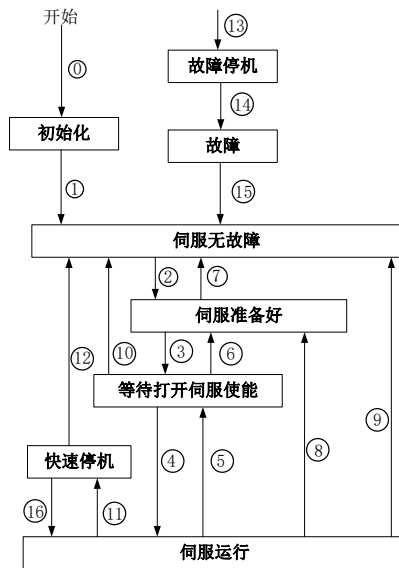 开始
⑬
⓪
故障停机
⑭
初始化
故障
①
⑮
伺服无故障
②
⑦
伺服准备好
③
⑥
⑩
⑫
等待打开伺服使能
⑨
快速停机
④
⑤
⑧
⑯
⑪
伺服运行